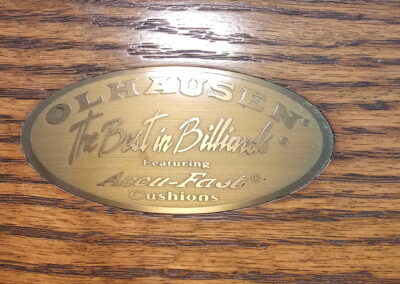 OLHAUSEN®
The Best in Billiards.
Featuring
Accu-Fast®
Cushions